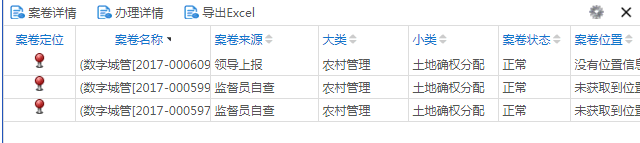 案卷详情 办理详情 导出Excel
案卷定位 案卷名称 案卷来源 大类 小类 案卷状态 案卷位置
(数字城管[2017-000609 领导上报 农村管理 土地确权分配 正常 没有位置信息
(数字城管[2017-000599 监督员自查 农村管理 土地确权分配 正常 未获取到位置
(数字城管[2017-000597 监督员自查 农村管理 土地确权分配 正常 未获取到位置